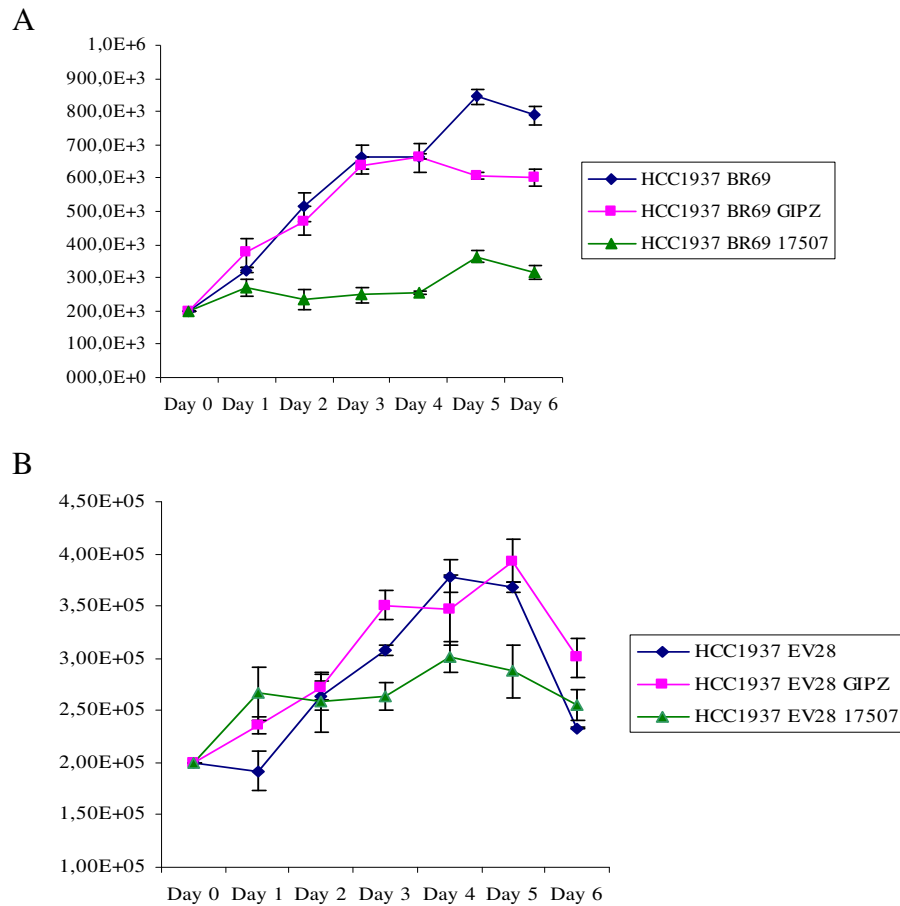 A
1,0E+6
900,0E+3
800,0E+3
700,0E+3
600,0E+3
500,0E+3
400,0E+3
300,0E+3
200,0E+3
100,0E+3
000,0E+0
Day 0 Day 1 Day 2 Day 3 Day 4 Day 5 Day 6
HCC1937 BR69
HCC1937 BR69 GIPZ
HCC1937 BR69 17507
B
4,50E+05
4,00E+05
3,50E+05
3,00E+05
2,50E+05
2,00E+05
1,50E+05
1,00E+05
Day 0 Day 1 Day 2 Day 3 Day 4 Day 5 Day 6
HCC1937 EV28
HCC1937 EV28 GIPZ
HCC1937 EV28 17507